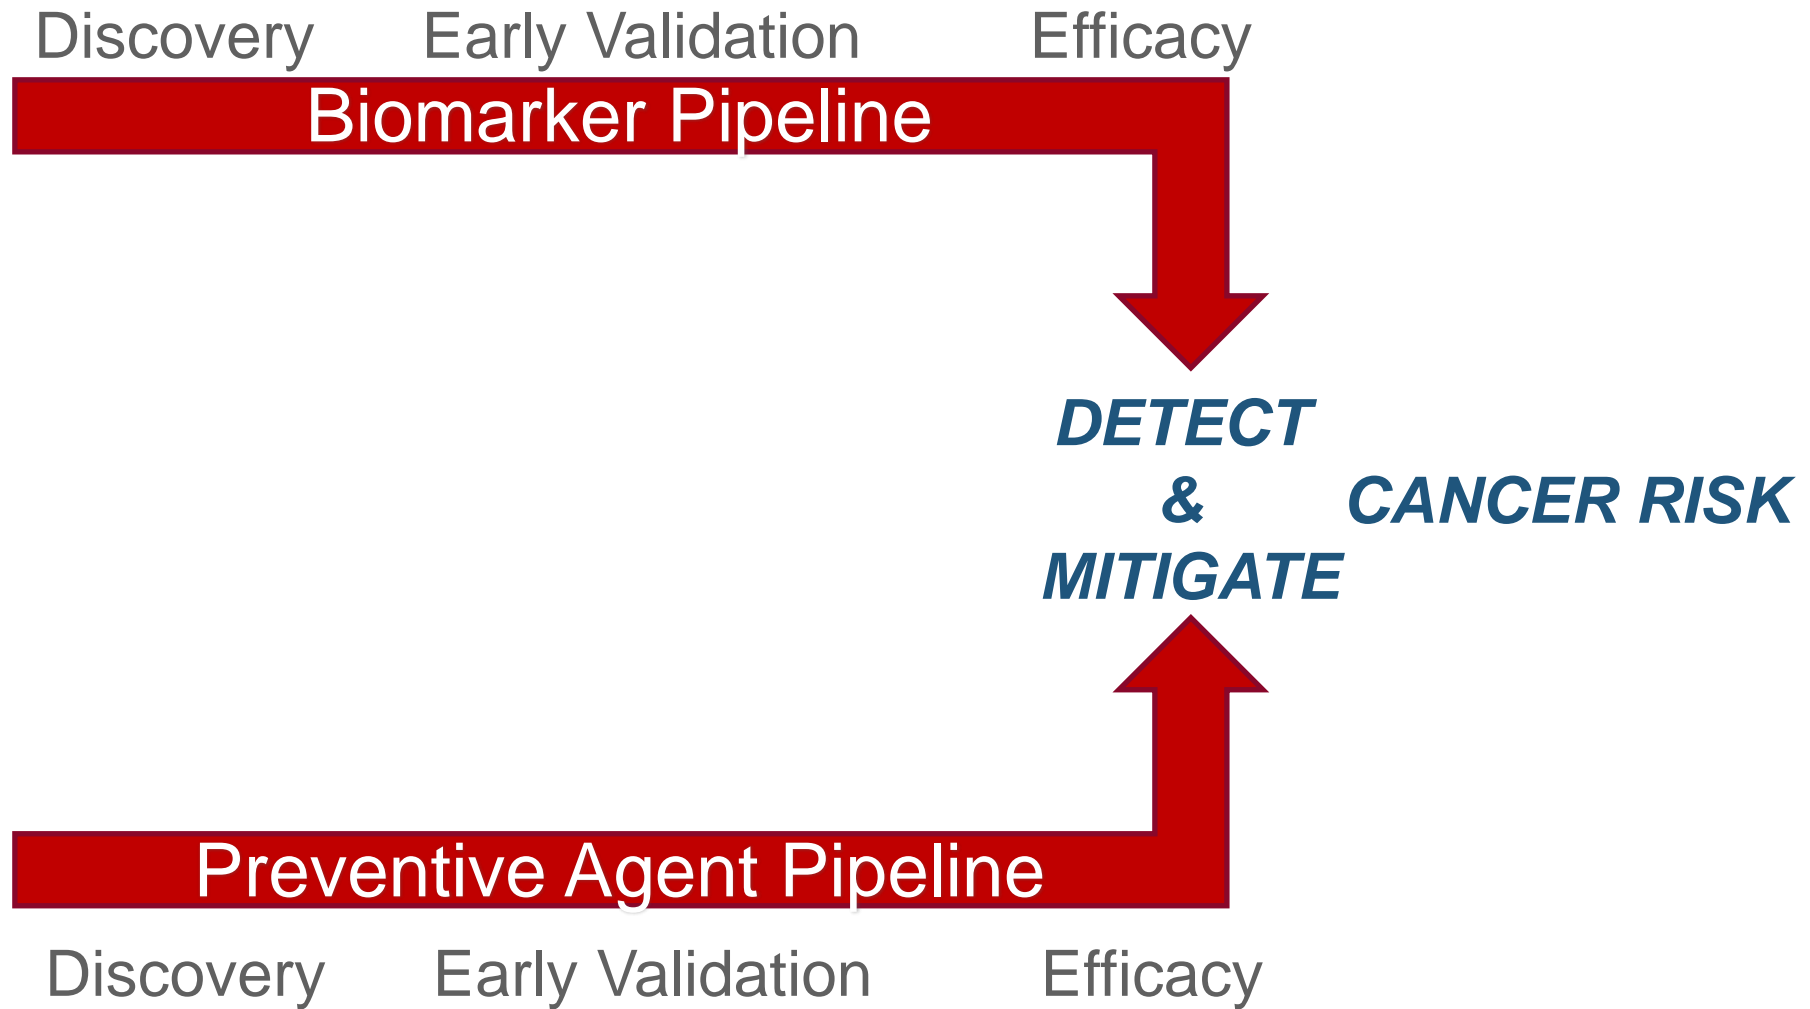 Discovery Early Validation Efficacy
Biomarker Pipeline
DETECT
& CANCER RISK
MITIGATE
Preventive Agent Pipeline
Discovery Early Validation Efficacy